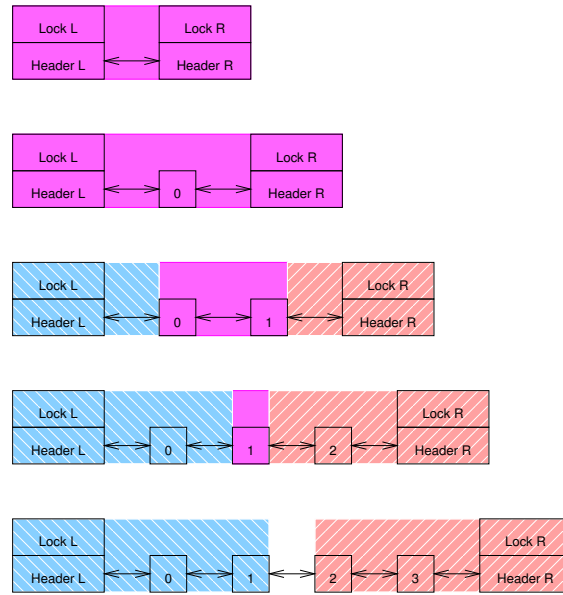 Lock L Lock R
Header L Header R
Lock L Lock R
Header L 0 Header R
Lock L Lock R
Header L 0 1 Header R
Lock L Lock R
Header L 0 1 2 Header R
Lock L Lock R
Header L 0 1 2 3 Header R